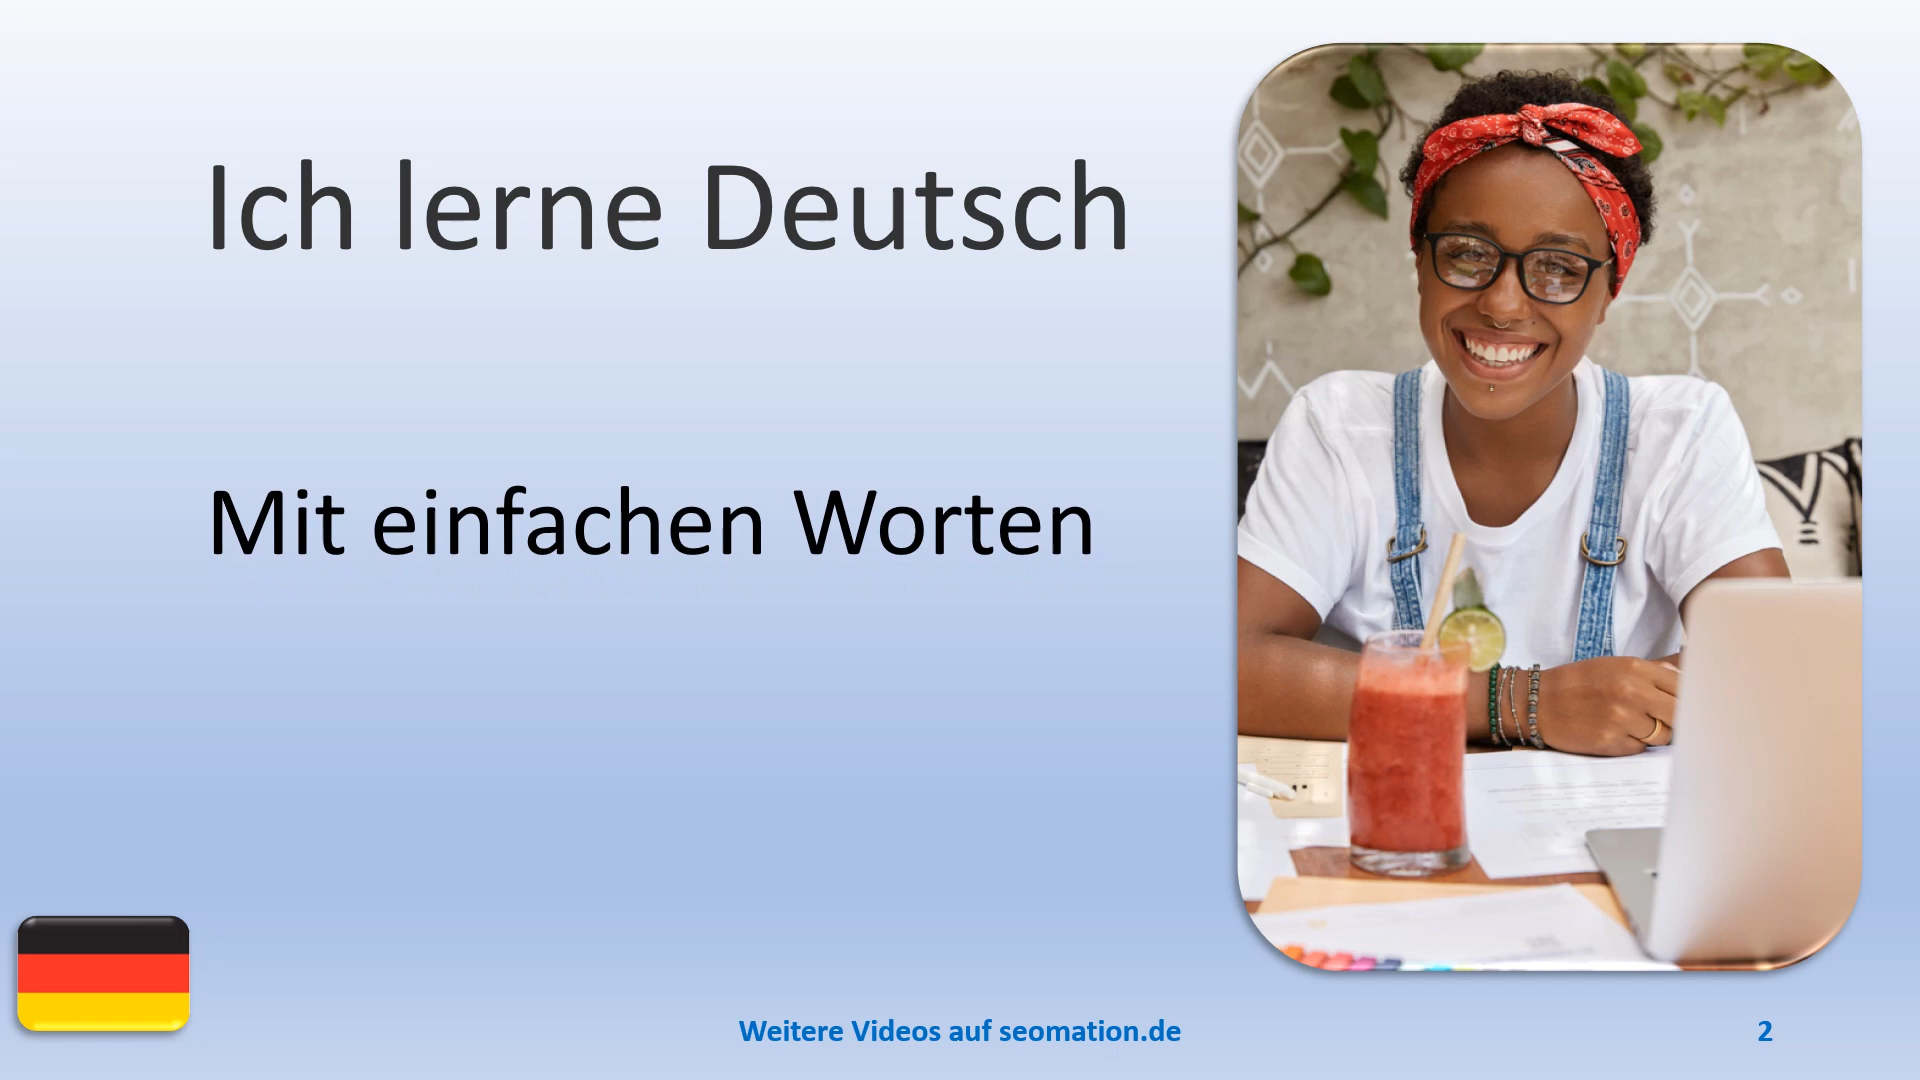 Ich lerne Deutsch
Mit einfachen Worten
Weitere Videos auf seomation.de
2